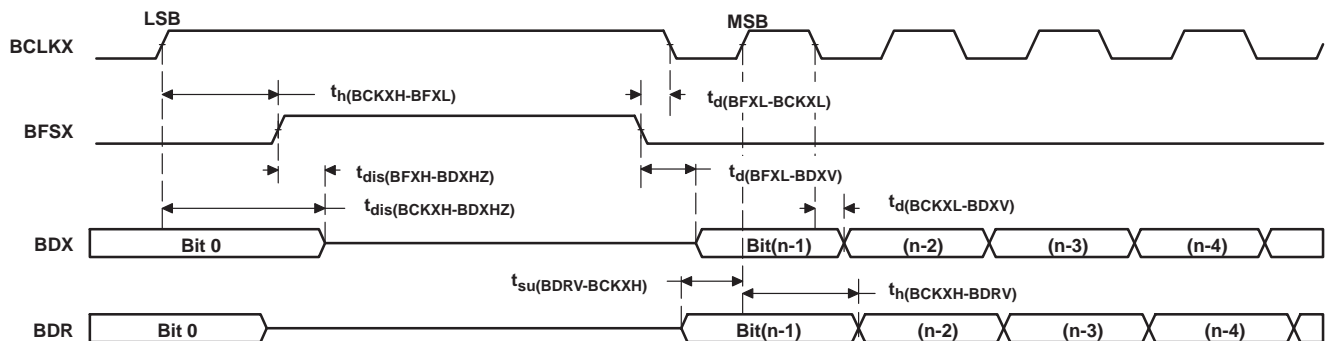 LSB MSB
BCLKX
th(BCKXH-BFXL) td(BFXL-BCKXL)
BFSX
tdis(BFXH-BDXHZ) td(BFXL-BDXV)
tdis(BCKXH-BDXHZ) td(BCKXL-BDXV)
BDX Bit 0 Bit(n-1) (n-2) (n-3) (n-4)
tsu(BDRV-BCKXH) th(BCKXH-BDRV)
BDR Bit 0 Bit(n-1) (n-2) (n-3) (n-4)